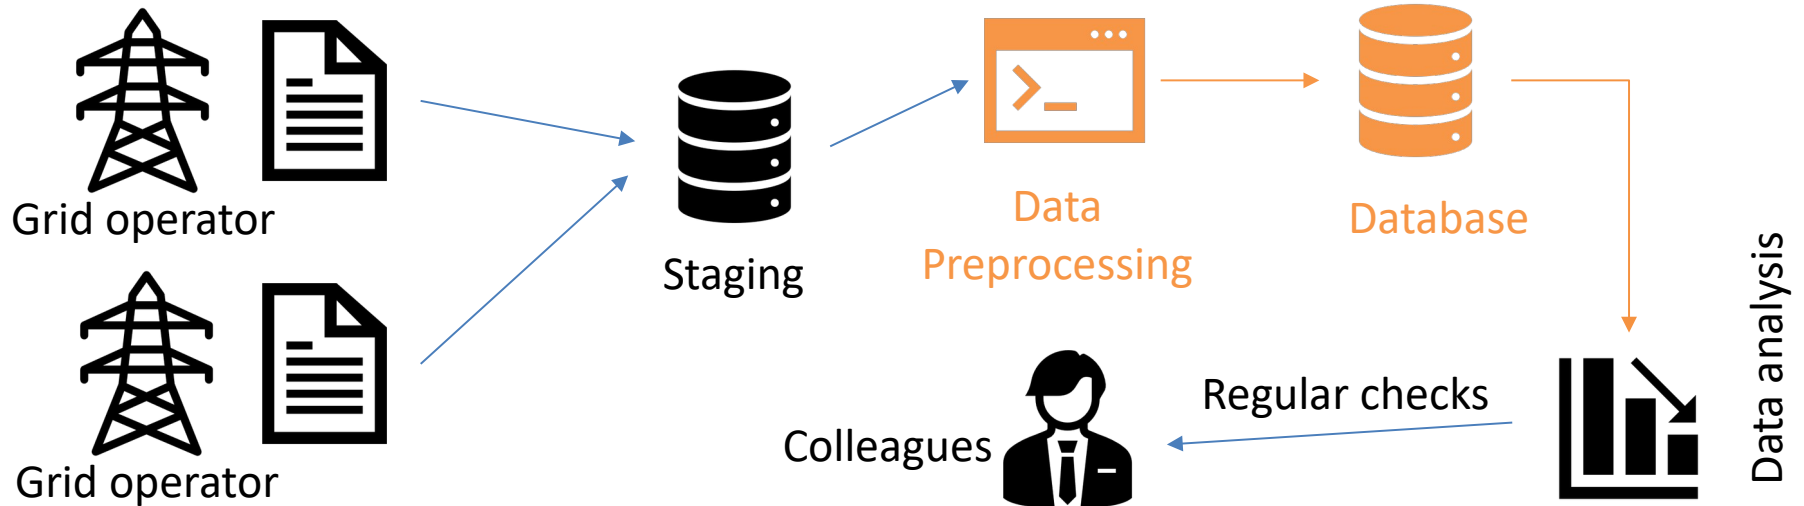 Grid operator
Grid operator
Staging
Data
Preprocessing
Database
Data analysis
Regular checks
Colleagues